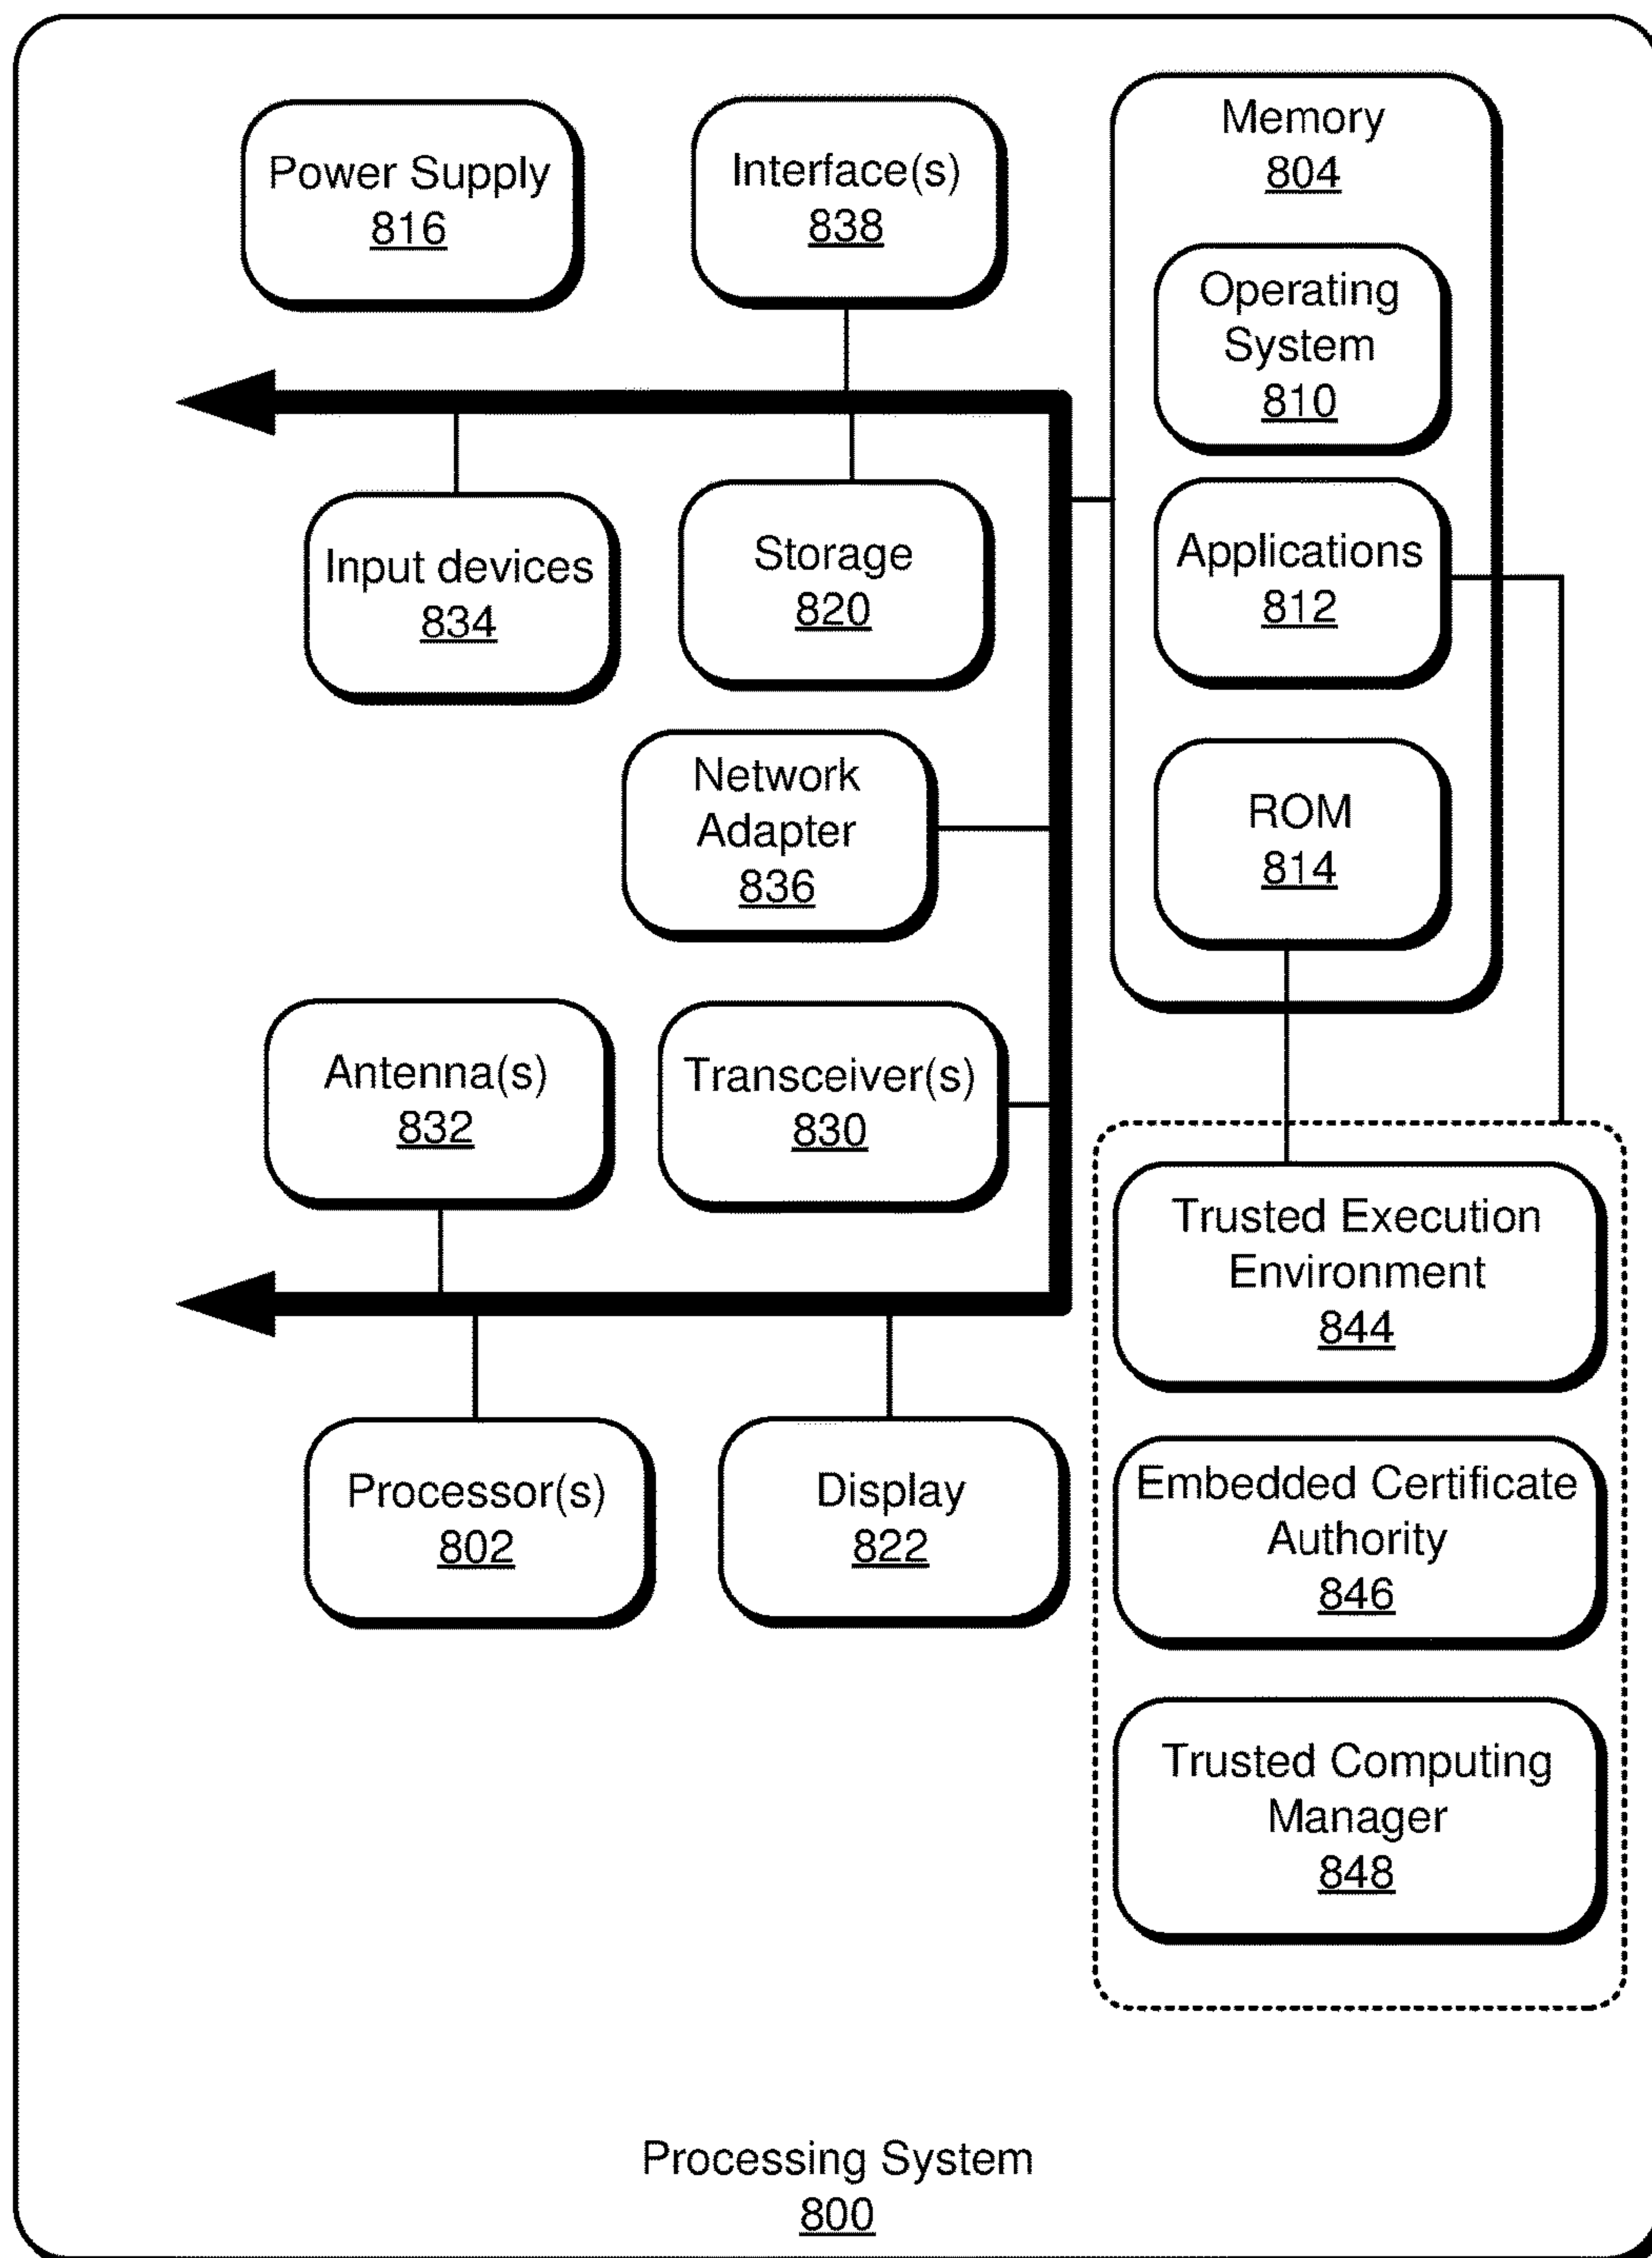 Power Supply
816
Interface(s)
838
Memory
804
Operating
System
810
Applications
812
ROM
814
Input devices
834
Storage
820
Network
Adapter
836
Antenna(s)
832
Transceiver(s)
830
Processor(s)
802
Display
822
Trusted Execution
Environment
844
Embedded Certificate
Authority
846
Trusted Computing
Manager
848
Processing System
800